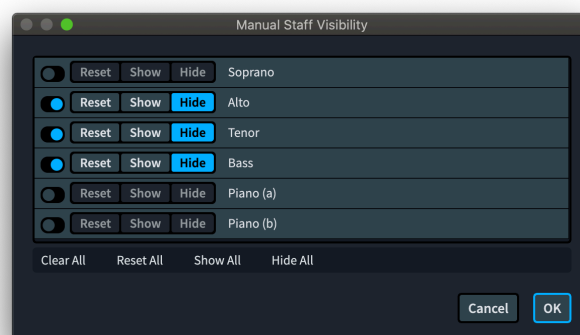 Manual Staff Visibility
Reset Show Hide Soprano
Reset Show Hide Alto
Reset Show Hide Tenor
Reset Show Hide Bass
Reset Show Hide Piano (a)
Reset Show Hide Piano (b)
Clear All Reset All Show All Hide All
Cancel OK